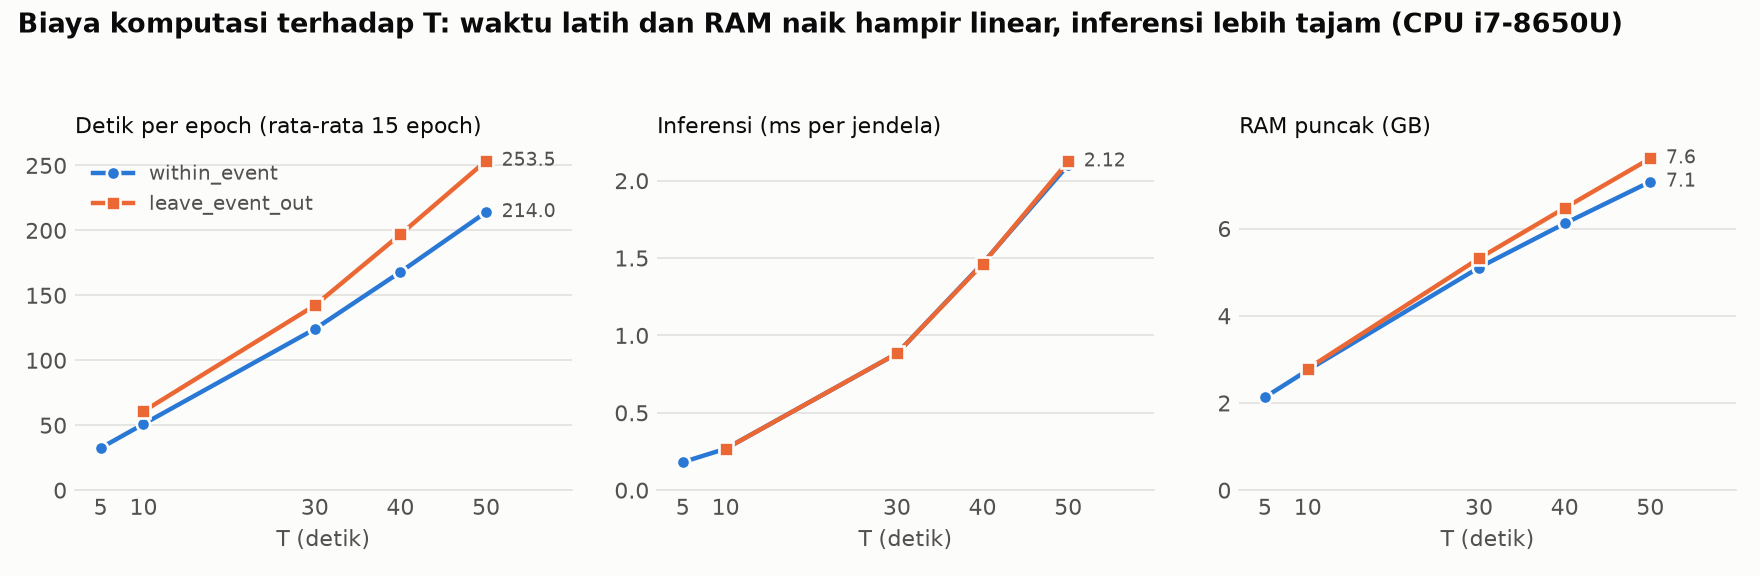 Biaya komputasi terhadap T: waktu latih dan RAM naik hampir linear, inferensi lebih tajam (CPU i7-8650U)
Detik per epoch (rata-rata 15 epoch)
250
200
150
100
50
0
within_event
leave_event_out
253.5
214.0
5 10 30 40 50
T (detik)
Inferensi (ms per jendela)
2.0
1.5
1.0
0.5
0.0
2.12
5 10 30 40 50
T (detik)
RAM puncak (GB)
6
4
2
0
7.6
7.1
5 10 30 40 50
T (detik)